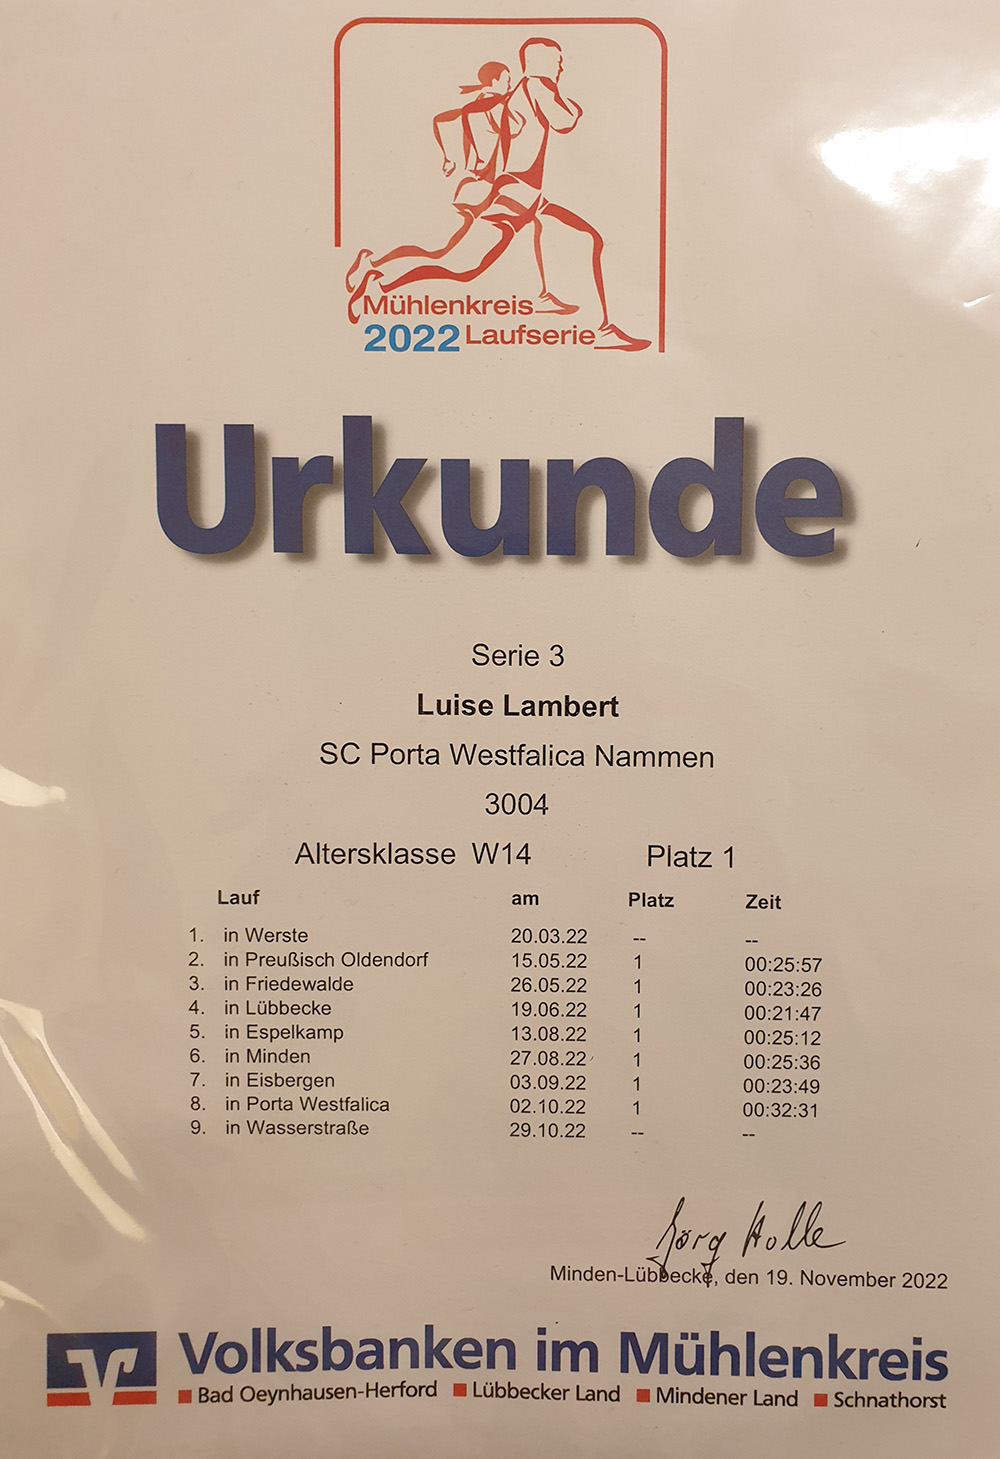 Mühlenkreis
2022 Laufserie
Urkunde
Serie 3
Luise Lambert
SC Porta Westfalica Nammen
3004
Altersklasse W14 Platz 1
Lauf am Platz Zeit
1. in Werste 20.03.22 -- --
2. in Preußisch Oldendorf 15.05.22 1 00:25:57
3. in Friedewalde 26.05.22 1 00:23:26
4. in Lübbecke 19.06.22 1 00:21:47
5. in Espelkamp 13.08.22 1 00:25:12
6. in Minden 27.08.22 1 00:25:36
7. in Eisbergen 03.09.22 1 00:23:49
8. in Porta Westfalica 02.10.22 1 00:32:31
9. in Wasserstraße 29.10.22 -- --
Jörg Holle
Minden-Lübbecke, den 19. November 2022
Volksbanken im Mühlenkreis
Bad Oeynhausen-Herford Lübbecker Land Mindener Land Schnathorst